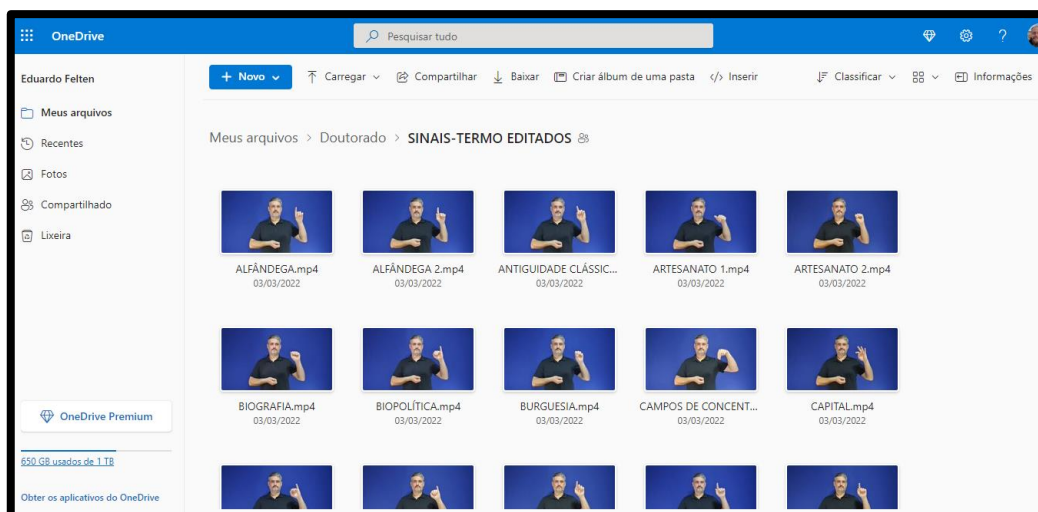 OneDrive
Pesquisar tudo
?
Eduardo Felten
+ Novo
Carregar
Compartilhar
Baixar
Criar álbum de uma pasta
</> Inserir
Classificar
Informações
Meus arquivos
Recentes
Fotos
Compartilhado
Lixeira
Meus arquivos > Doutorado > SINAIS-TERMO EDITADOS
ALFÂNDEGA.mp4
03/03/2022
ALFÂNDEGA 2.mp4
03/03/2022
ANTIGUIDADE CLÁSSIC...
03/03/2022
ARTESANATO 1.mp4
03/03/2022
ARTESANATO 2.mp4
03/03/2022
BIOGRAFIA.mp4
03/03/2022
BIOPOLÍTICA.mp4
03/03/2022
BURGUESIA.mp4
03/03/2022
CAMPOS DE CONCENT...
03/03/2022
CAPITAL.mp4
03/03/2022
OneDrive Premium
650 GB usados de 1 TB
Obter os aplicativos do OneDrive